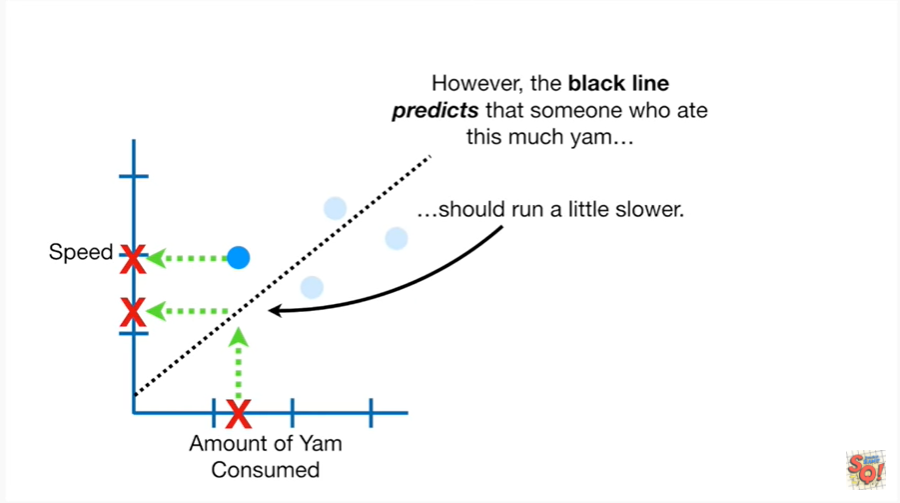 However, the black line
predicts that someone who ate
this much yam…
…should run a little slower.
Speed
X
X
X
Amount of Yam
Consumed
SQ!